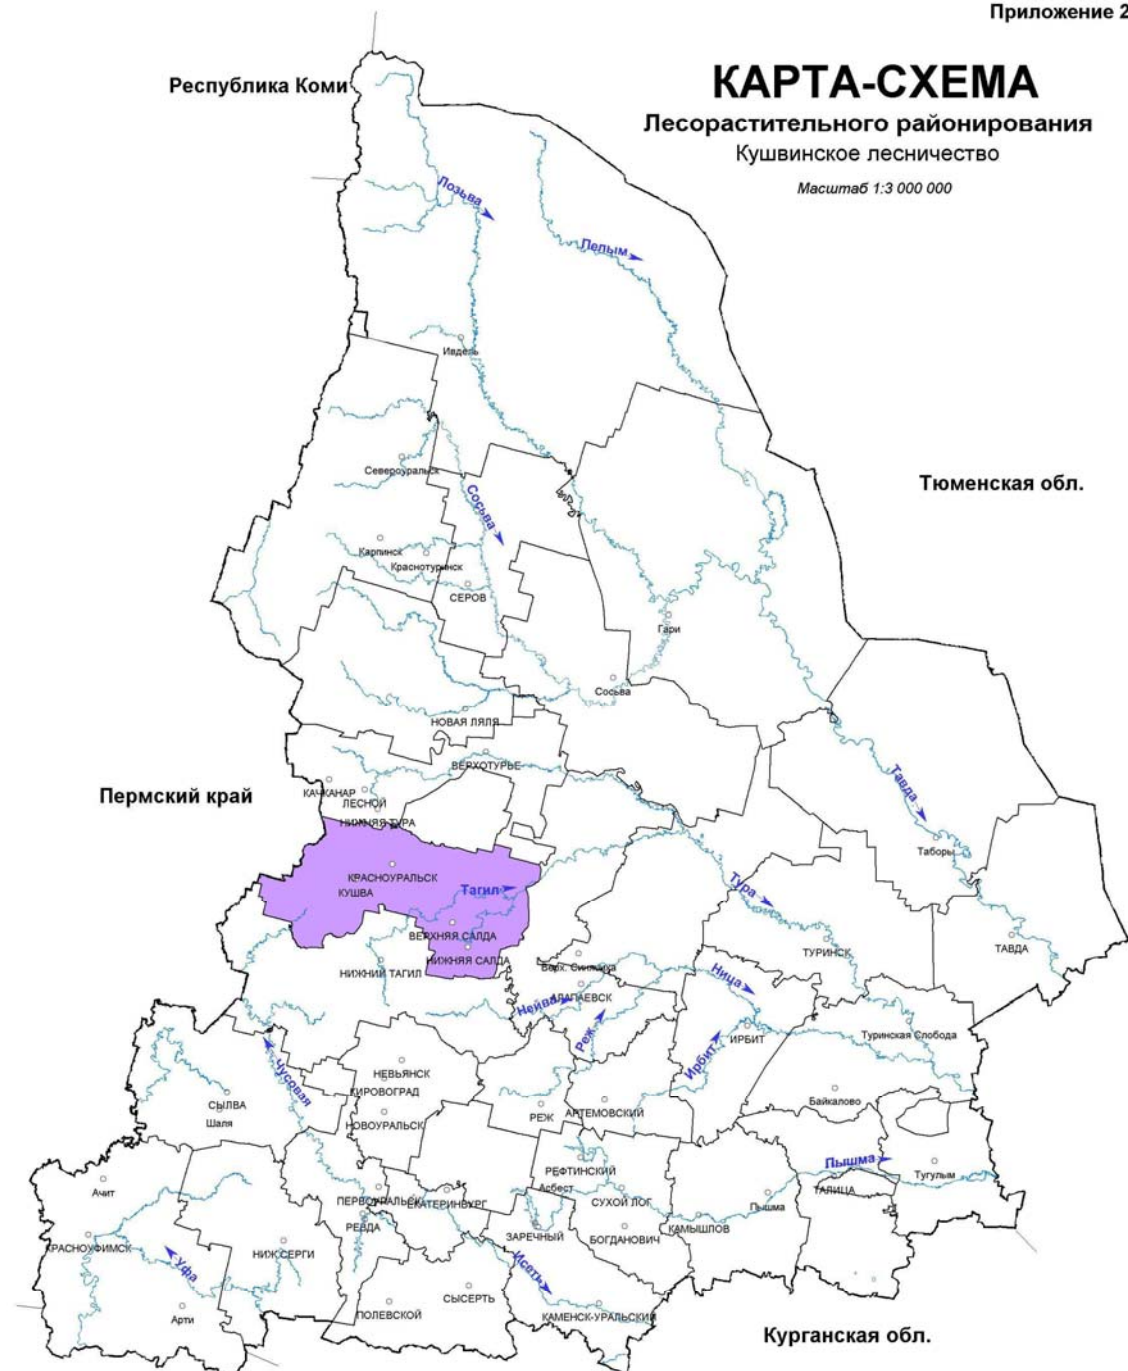 Приложение 2
КАРТА-СХЕМА
Лесорастительного районирования
Кушвинское лесничество
Масштаб 1:3 000 000
Республика Коми
Лозьва
Пелым
Ивдель
Североуральск
Тюменская обл.
Сосьва
Карпинск
Краснотуринск
СЕРОВ
Гари
Сосьва
НОВАЯ ЛЯЛЯ
ВЕРХОТУРЬЕ
Пермский край
КАЧКАНАР
ЛЕСНОЙ
НИЖНЯЯ ТУРА
Тавда
Таборы
КРАСНОУРАЛЬСК
КУШВА
Тагил
Тура
ВЕРХНЯЯ САЛДА
НИЖНЯЯ САЛДА
НИЖНИЙ ТАГИЛ
Верх. Синячиха
АЛАПАЕВСК
ТУРИНСК
ТАВДА
Ница
Нейва
Реж
Ирбит
ИРБИТ
Туринская Слобода
Чусовая
НЕВЬЯНСК
КИРОВОГРАД
НОВОУРАЛЬСК
СЫЛВА
Шаля
РЕЖ
АРТЕМОВСКИЙ
Байкалово
Пышма
Тугулым
ТАЛИЦА
РЕФТИНСКИЙ
Асбест
СУХОЙ ЛОГ
Пышма
КАМЫШЛОВ
Ачит
ПЕРВОУРАЛЬСК
ЕКАТЕРИНБУРГ
РЕВДА
ЗАРЕЧНЫЙ
БОГДАНОВИЧ
КРАСНОУФИМСК
НИЖ.СЕРГИ
Уфа
Исеть
Арти
СЫСЕРТЬ
ПОЛЕВСКОЙ
КАМЕНСК-УРАЛЬСКИЙ
Курганская обл.